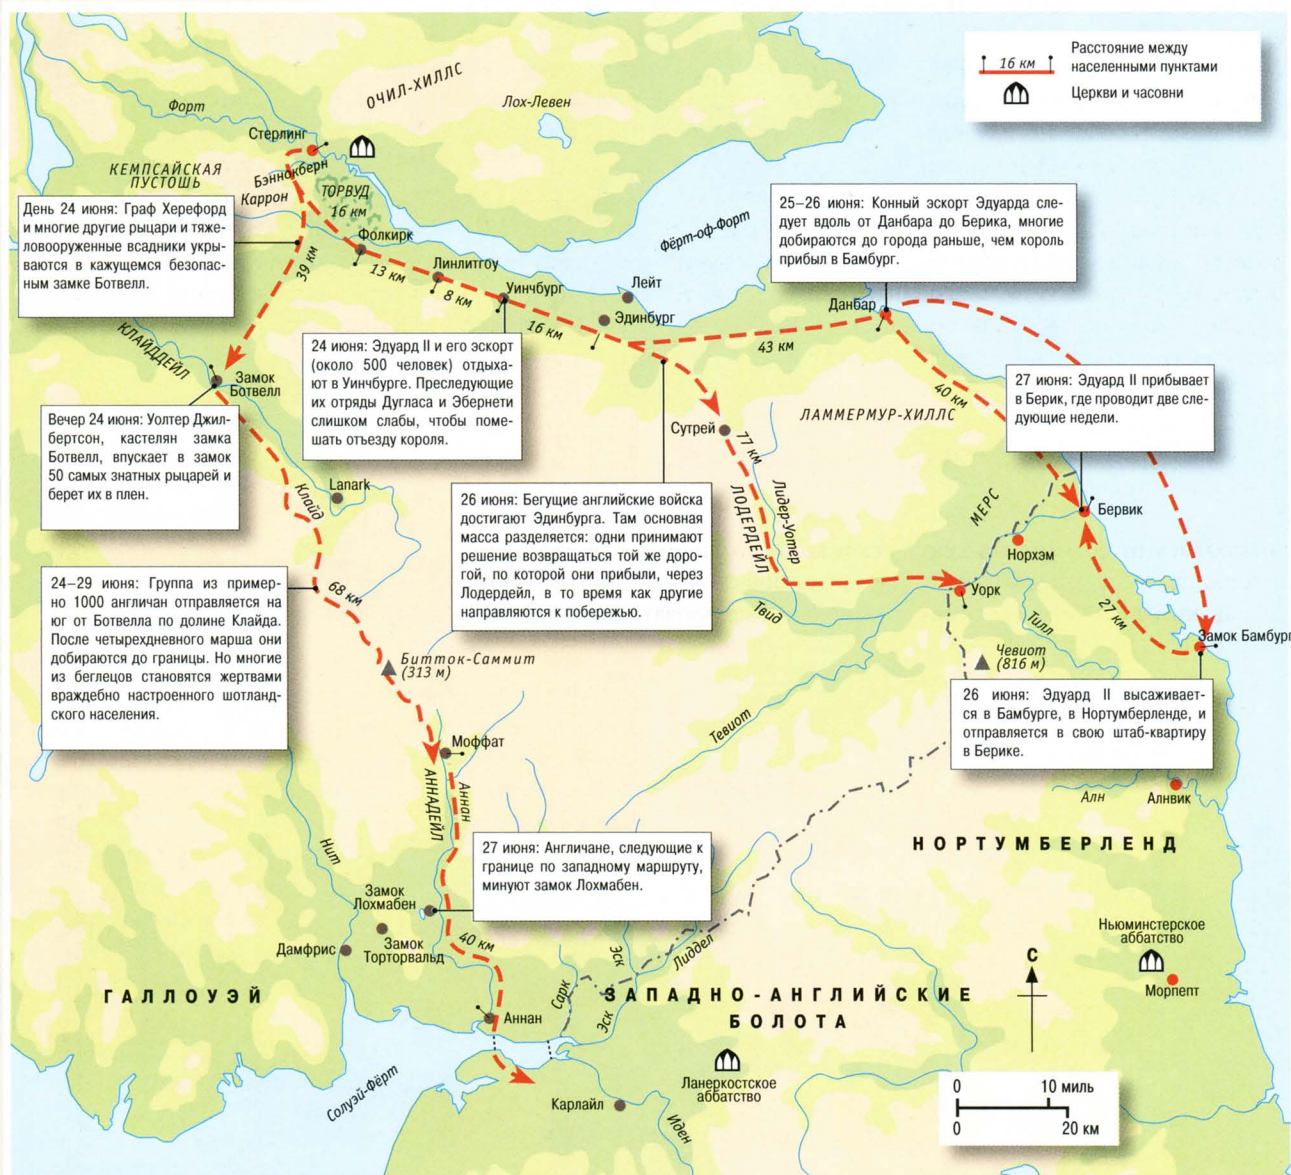 16 км
Расстояние между
населенными пунктами
Церкви и часовни
ОЧИЛ-ХИЛЛС
Лох-Левен
Форт
Стерлинг
КЕМПСАЙСКАЯ
ПУСТОШЬ
Бэннокберн
Каррон
ТОРВУД
16 км
Фолкирк
День 24 июня: Граф Херефорд
и многие другие рыцари и тяже-
ловооруженные всадники укры-
ваются в кажущемся безопас-
ным замке Ботвелл.
39 км
13 км
Линлитгоу
8 км
Уинчбург
16 км
Лейт
Эдинбург
Фёрт-оф-Форт
25–26 июня: Конный эскорт Эдуарда сле-
дует вдоль от Данбара до Берика, многие
добираются до города раньше, чем король
прибыл в Бамбург.
Данбар
43 км
40 км
КЛАЙДДЕЙЛ
Замок
Ботвелл
24 июня: Эдуард II и его эскорт
(около 500 человек) отдыха-
ют в Уинчбурге. Преследующие
их отряды Дугласа и Эбернети
слишком слабы, чтобы поме-
шать отъезду короля.
27 июня: Эдуард II прибывает
в Берик, где проводит две сле-
дующие недели.
Вечер 24 июня: Уолтер Джил-
бертсон, кастелян замка
Ботвелл, впускает в замок
50 самых знатных рыцарей и
берет их в плен.
Сутрей
77 км
ЛАММЕРМУР-ХИЛЛС
Lanark
Клайд
26 июня: Бегущие английские войска
достигают Эдинбурга. Там основная
масса разделяется: одни принимают
решение возвращаться той же доро-
гой, по которой они прибыли, через
Лодердейл, в то время как другие
направляются к побережью.
ЛОДЕРДЕЙЛ
Лидер-Уотер
МЕРС
Бервик
Норхэм
Уорк
27 км
24–29 июня: Группа из пример-
но 1000 англичан отправляется на
юг от Ботвелла по долине Клайда.
После четырехдневного марша они
добираются до границы. Но многие
из беглецов становятся жертвами
враждебно настроенного шотланд-
ского населения.
68 км
Твид
Тилл
Замок Бамбург
Битток-Саммит
(313 м)
Чевиот
(816 м)
26 июня: Эдуард II высаживает-
ся в Бамбурге, в Нортумберленде, и
отправляется в свою штаб-квартиру
в Берике.
Тевиот
Моффат
АННАДЕЙЛ
Аннан
Алн
Алнвик
НОРТУМБЕРЛЕНД
27 июня: Англичане, следующие к
границе по западному маршруту,
минуют замок Лохмабен.
Нит
Замок
Лохмабен
Замок
Торторвальд
Дамфрис
40 км
Эск
Лиддел
Ньюминстерское
аббатство
Морпепт
С
ГАЛЛОУЭЙ
Сарк
Эск
ЗАПАДНО-АНГЛИЙСКИЕ
БОЛОТА
Аннан
Ланеркостское
аббатство
Солуэй-Фёрт
Карлайл
Иден
0 10 миль
0 20 км